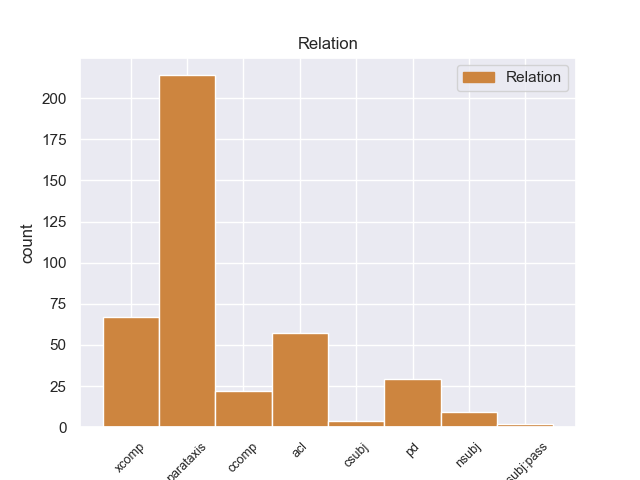 Relation
Relation
count
200
175
150
125
100
75
50
25
0
xcomp
parataxis
ccomp
acl
csubj
pd
nsubj
subj:pass